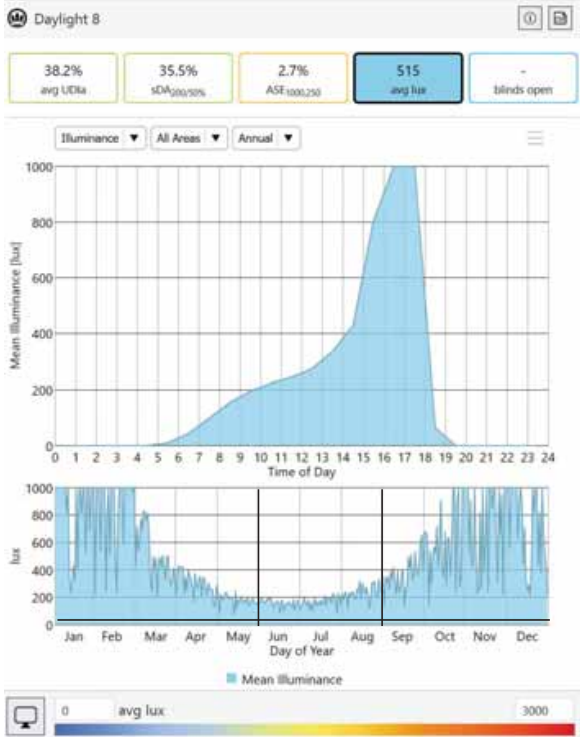 Daylight 8
38.2% 35.5% 2.7% 515 -
avg UDIa sDA300/50% ASE1000,250 avg lux blinds open
Illuminance ▼ All Areas ▼ Annual ▼
1000
800
600
400
200
0
Mean Illuminance [lux]
0 1 2 3 4 5 6 7 8 9 10 11 12 13 14 15 16 17 18 19 20 21 22 23 24
Time of Day
1000
800
600
400
200
0
lux
Jan Feb Mar Apr May Jun Jul Aug Sep Oct Nov Dec
Day of Year
Mean Illuminance
0 avg lux 3000